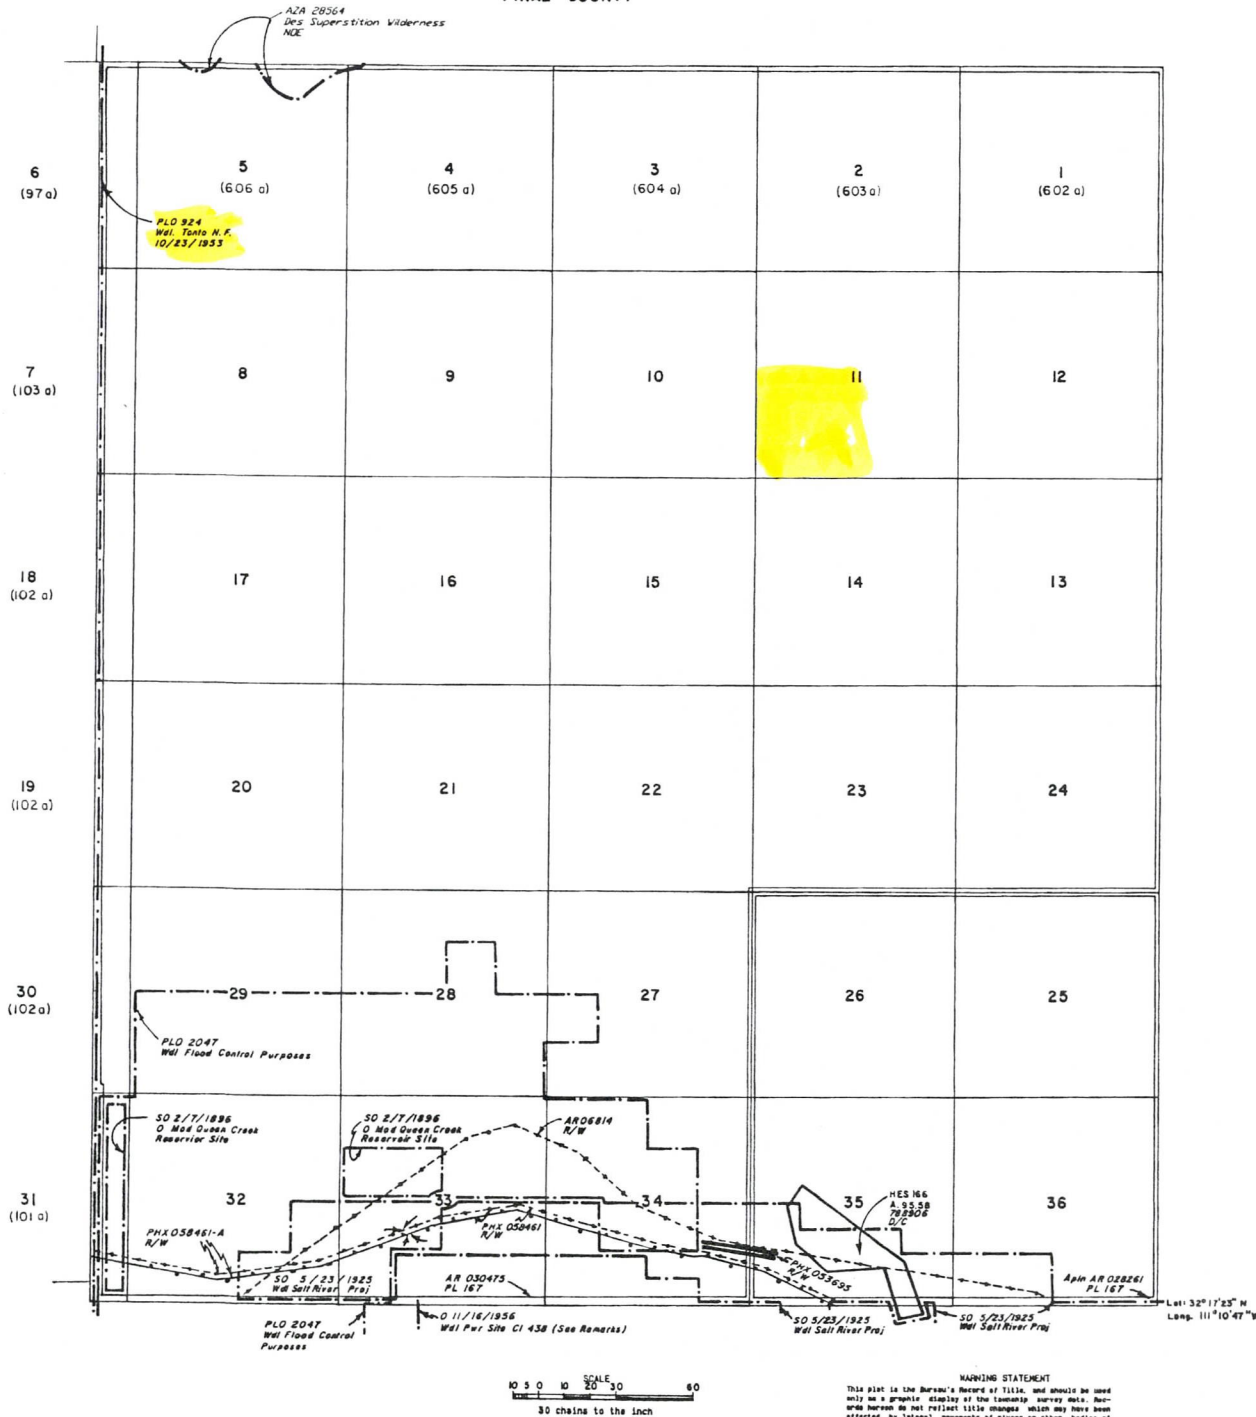 AZA 28564
Des Superstition Wilderness
NOE
6
(97 a)
5
(606 a)
4
(605 a)
3
(604 a)
2
(603 a)
1
(602 a)
PLO 924
Wdl. Tonto N. F.
10/23/1953
7
(103 a)
8
9
10
11
12
18
(102 a)
17
16
15
14
13
19
(102 a)
20
21
22
23
24
30
(102 a)
29
28
27
26
25
PLO 2047
Wdl Flood Control Purposes
SO 2/7/1896
O Mod Queen Creek
Reservior Site
SO 2/7/1896
O Mod Queen Creek
Reservoir Site
AR06814
R/W
31
(101 a)
32
33
34
35
36
HES 166
A. 95.58
788906
D/C
PHX 058461-A
R/W
PHX 058461
R/W
PHX 053695
R/W
SO 5/23/1925
Wdl Salt River Proj
AR 030475
PL 167
Apln AR 028261
PL 167
PLO 2047
Wdl Flood Control
Purposes
O 11/16/1956
Wdl Pwr Site Cl 438 (See Remarks)
SO 5/23/1925
Wdl Salt River Proj
SO 5/23/1925
Wdl Salt River Proj
Lat: 32° 17' 23" N
Long. 111° 10' 47" W
SCALE
10 5 0 10 20 30 60
30 chains to the inch
WARNING STATEMENT
This plat is the Bureau's Record of Title, and should be used
only as a graphic display of the township survey data. Rec-
ords hereon do not reflect title changes which may have been